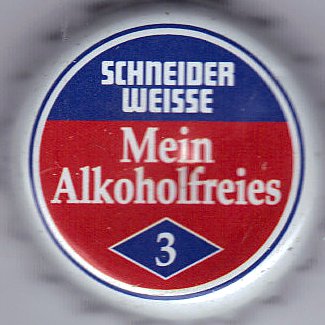 SCHNEIDER
WEISSE
Mein
Alkoholfreies
3